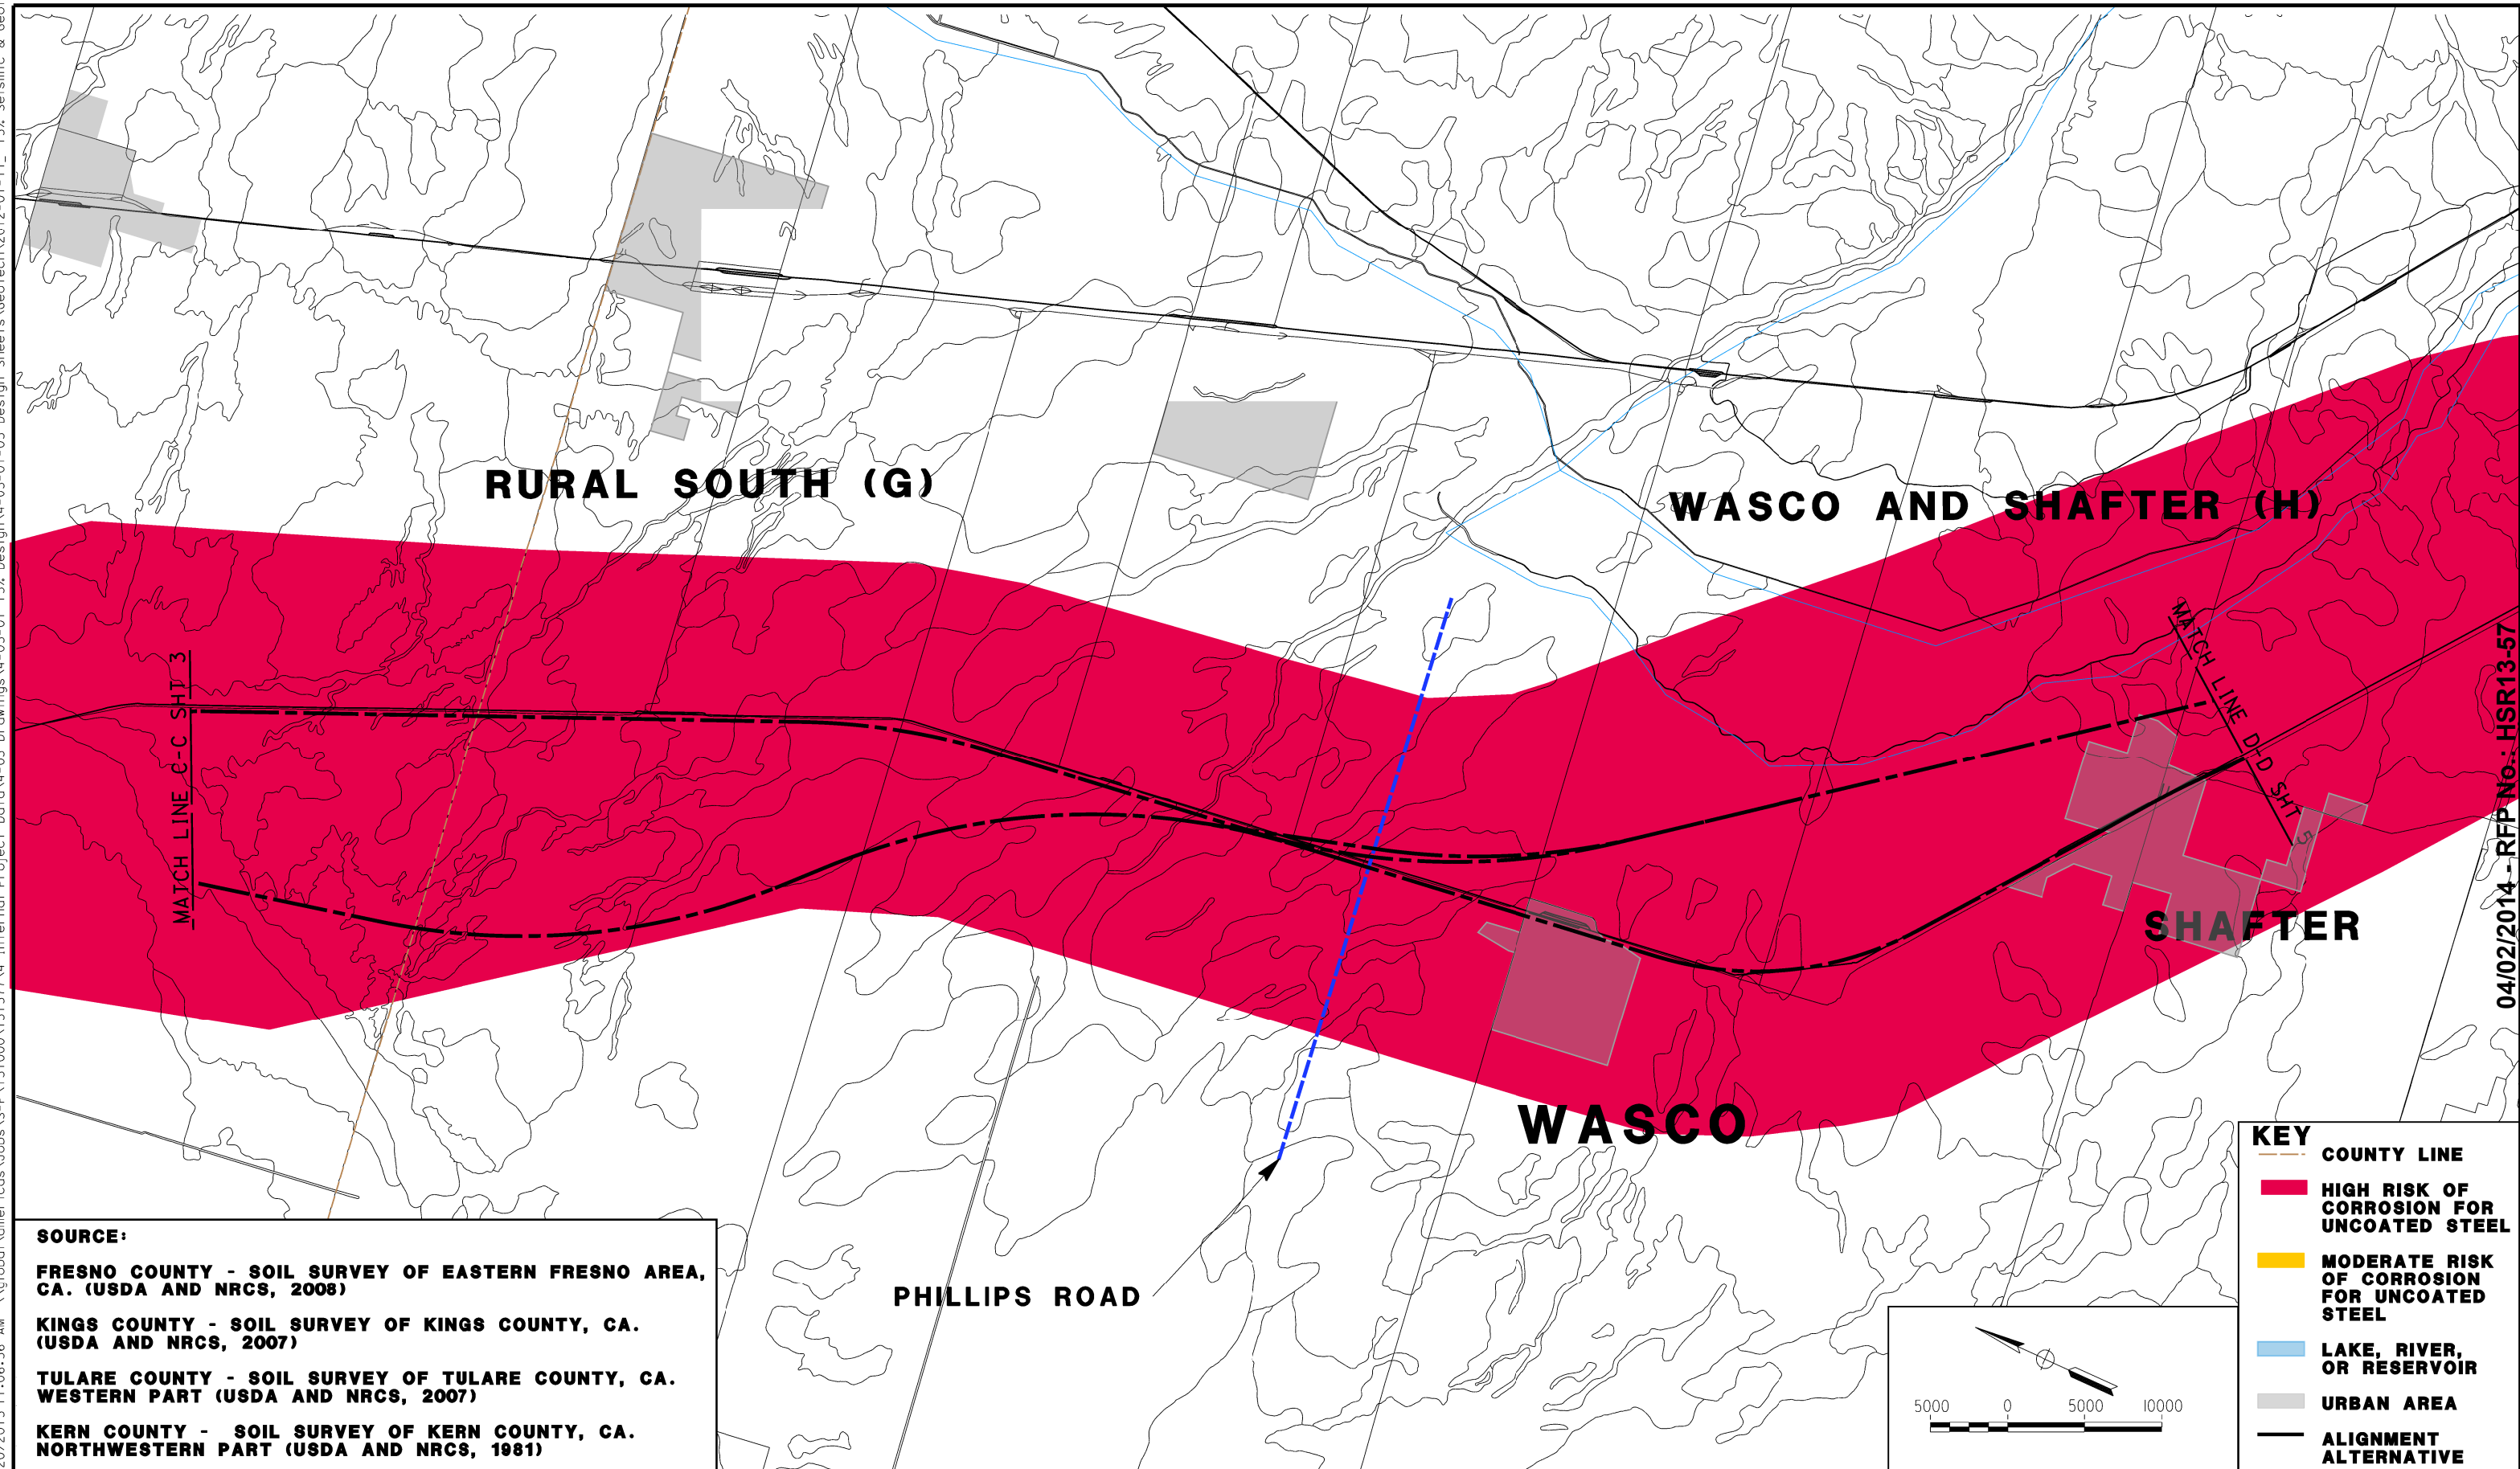 RURAL SOUTH (G)
WASCO AND SHAFTER (H)
MATCH LINE C-C SHT 3
MATCH LINE D-D SHT 5
SHAFTER
WASCO
PHILLIPS ROAD
04/02/2014 - RFP No.: HSR13-57
SOURCE:
FRESNO COUNTY - SOIL SURVEY OF EASTERN FRESNO AREA,
CA. (USDA AND NRCS, 2008)
KINGS COUNTY - SOIL SURVEY OF KINGS COUNTY, CA.
(USDA AND NRCS, 2007)
TULARE COUNTY - SOIL SURVEY OF TULARE COUNTY, CA.
WESTERN PART (USDA AND NRCS, 2007)
KERN COUNTY - SOIL SURVEY OF KERN COUNTY, CA.
NORTHWESTERN PART (USDA AND NRCS, 1981)
5000 0 5000 10000
KEY
COUNTY LINE
HIGH RISK OF
CORROSION FOR
UNCOATED STEEL
MODERATE RISK
OF CORROSION
FOR UNCOATED
STEEL
LAKE, RIVER,
OR RESERVOIR
URBAN AREA
ALIGNMENT
ALTERNATIVE